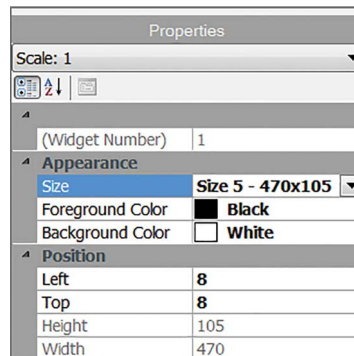 Properties
Scale: 1
(Widget Number) 1
Appearance
Size Size 5 - 470x105
Foreground Color Black
Background Color White
Position
Left 8
Top 8
Height 105
Width 470